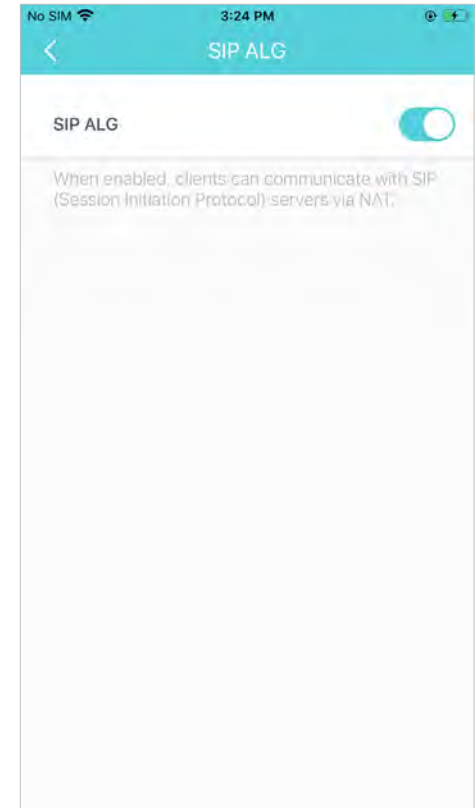 No SIM 3:24 PM
SIP ALG
SIP ALG
When enabled, clients can communicate with SIP
(Session Initiation Protocol) servers via NAT.